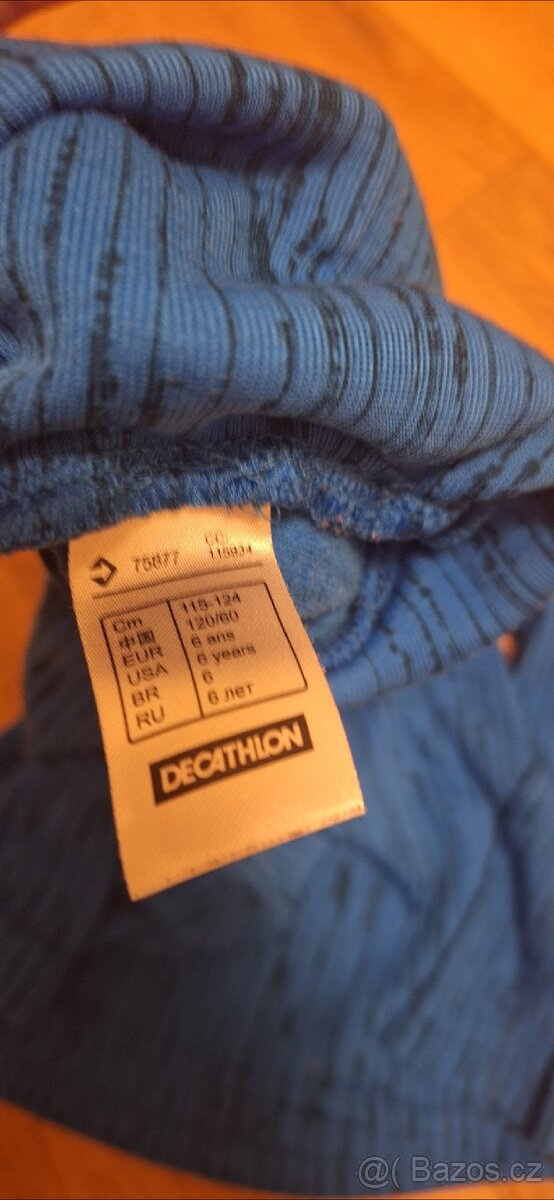 75877 CC: 115934
Cm 115-124
中国 120/60
EUR 6 ans
USA 6 years
BR 6
RU 6 лет
DECATHLON
@( Bazos.cz